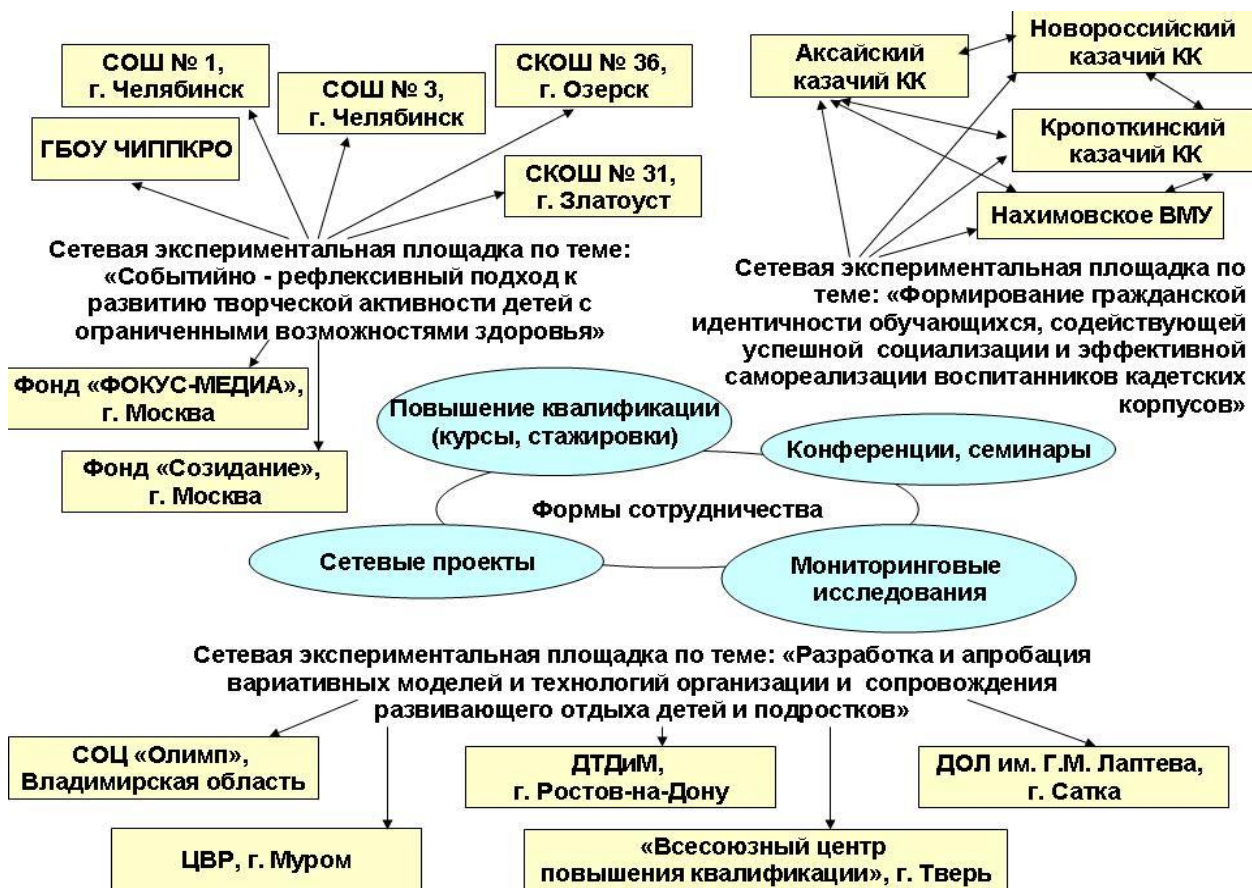 СОШ № 1,
г. Челябинск
СОШ № 3,
г. Челябинск
СКОШ № 36,
г. Озерск
ГБОУ ЧИППКРО
СКОШ № 31,
г. Златоуст
Сетевая экспериментальная площадка по теме:
«Событийно - рефлексивный подход к
развитию творческой активности детей с
ограниченными возможностями здоровья»
Фонд «ФОКУС-МЕДИА»,
г. Москва
Фонд «Созидание»,
г. Москва
Аксайский
казачий КК
Новороссийский
казачий КК
Кропоткинский
казачий КК
Нахимовское ВМУ
Сетевая экспериментальная площадка по
теме: «Формирование гражданской
идентичности обучающихся, содействующей
успешной социализации и эффективной
самореализации воспитанников кадетских
корпусов»
Повышение квалификации
(курсы, стажировки)
Конференции, семинары
Формы сотрудничества
Сетевые проекты
Мониторинговые
исследования
Сетевая экспериментальная площадка по теме: «Разработка и апробация
вариативных моделей и технологий организации и сопровождения
развивающего отдыха детей и подростков»
СОЦ «Олимп»,
Владимирская область
ДТДиМ,
г. Ростов-на-Дону
ДОЛ им. Г.М. Лаптева,
г. Сатка
ЦВР, г. Муром
«Всесоюзный центр
повышения квалификации», г. Тверь